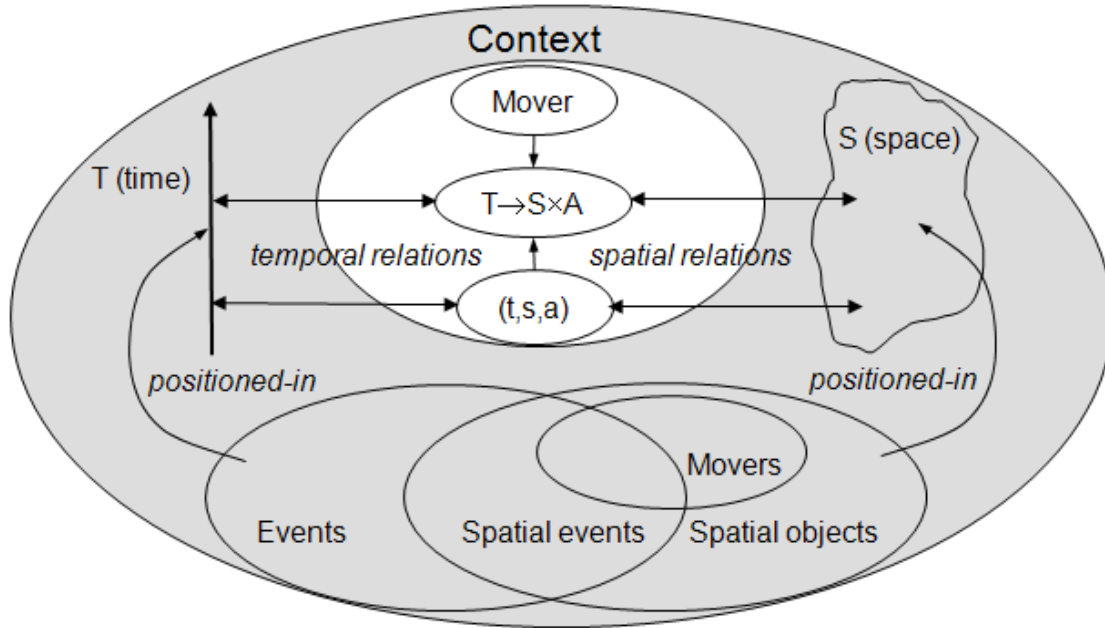 Context
Mover
T (time)
S (space)
T→S×A
temporal relations
spatial relations
(t,s,a)
positioned-in
positioned-in
Movers
Events
Spatial events
Spatial objects